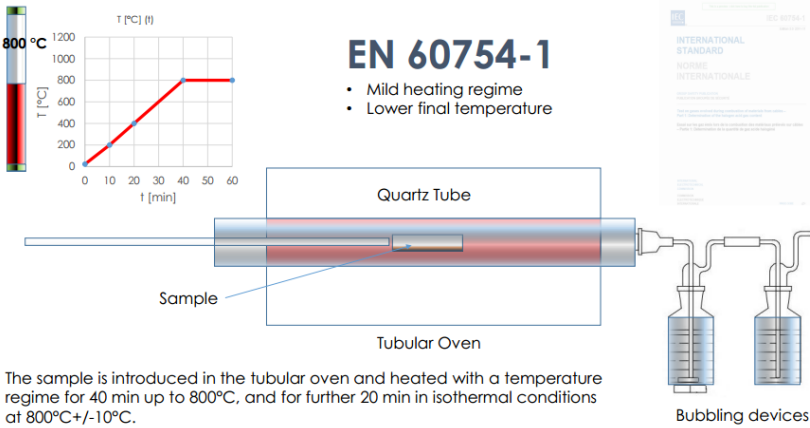 T [°C] (t)
800 °C
T [°C]
1200
1000
800
600
400
200
0
0 10 20 30 40 50 60
t [min]
EN 60754-1
• Mild heating regime
• Lower final temperature
IEC 60754-1
INTERNATIONAL
STANDARD
NORME
INTERNATIONALE
Quartz Tube
Sample
Tubular Oven
Bubbling devices
The sample is introduced in the tubular oven and heated with a temperature
regime for 40 min up to 800°C, and for further 20 min in isothermal conditions
at 800°C+/-10°C.